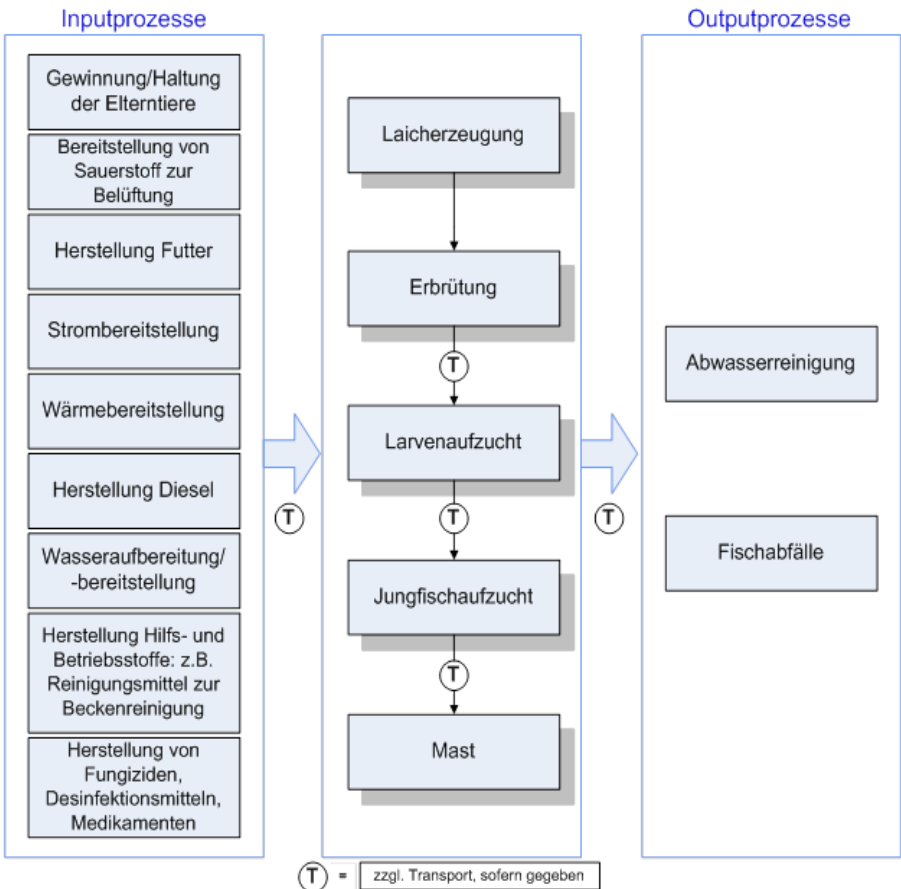 Inputprozesse
Gewinnung/Haltung
der Elterntiere
Bereitstellung von
Sauerstoff zur
Belüftung
Herstellung Futter
Strombereitstellung
Wärmebereitstellung
Herstellung Diesel
Wasseraufbereitung/
-bereitstellung
Herstellung Hilfs- und
Betriebsstoffe: z.B.
Reinigungsmittel zur
Beckenreinigung
Herstellung von
Fungiziden,
Desinfektionsmitteln,
Medikamenten
T
Laicherzeugung
Erbrütung
T
Larvenaufzucht
T
Jungfischaufzucht
T
Mast
T
Outputprozesse
Abwasserreinigung
Fischabfälle
T = zzgl. Transport, sofern gegeben